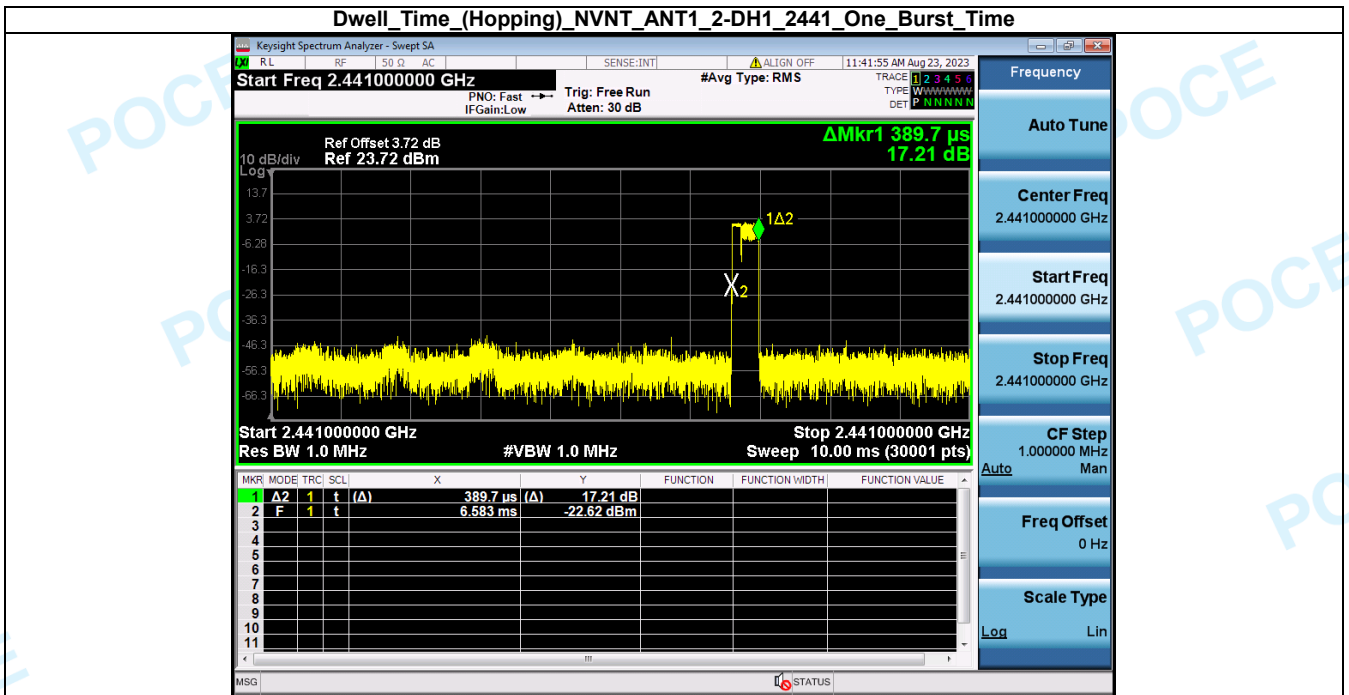 Dwell_Time_(Hopping)_NVNT_ANT1_2-DH1_2441_One_Burst_Time
Keysight Spectrum Analyzer - Swept SA
LXI RL RF 50 Ω AC SENSE:INT ALIGN OFF 11:41:55 AM Aug 23, 2023
Start Freq 2.441000000 GHz
PNO: Fast
IFGain:Low
Trig: Free Run
Atten: 30 dB
#Avg Type: RMS
TRACE 1 2 3 4 5 6
TYPE WWWWWW
DET P N N N N N
ΔMkr1 389.7 µs
17.21 dB
Ref Offset 3.72 dB
10 dB/div Ref 23.72 dBm
Log
13.7
3.72
-6.28
-16.3
-26.3
-36.3
-46.3
-56.3
-66.3
1Δ2
X2
Start 2.441000000 GHz Stop 2.441000000 GHz
Res BW 1.0 MHz #VBW 1.0 MHz Sweep 10.00 ms (30001 pts)
MKR MODE TRC SCL X Y FUNCTION FUNCTION WIDTH FUNCTION VALUE
1 Δ2 1 t (Δ) 389.7 µs (Δ) 17.21 dB
2 F 1 t 6.583 ms -22.62 dBm
3
4
5
6
7
8
9
10
11
MSG STATUS
Frequency
Auto Tune
Center Freq
2.441000000 GHz
Start Freq
2.441000000 GHz
Stop Freq
2.441000000 GHz
CF Step
1.000000 MHz
Auto Man
Freq Offset
0 Hz
Scale Type
Log Lin
POCE
POCE
POCE